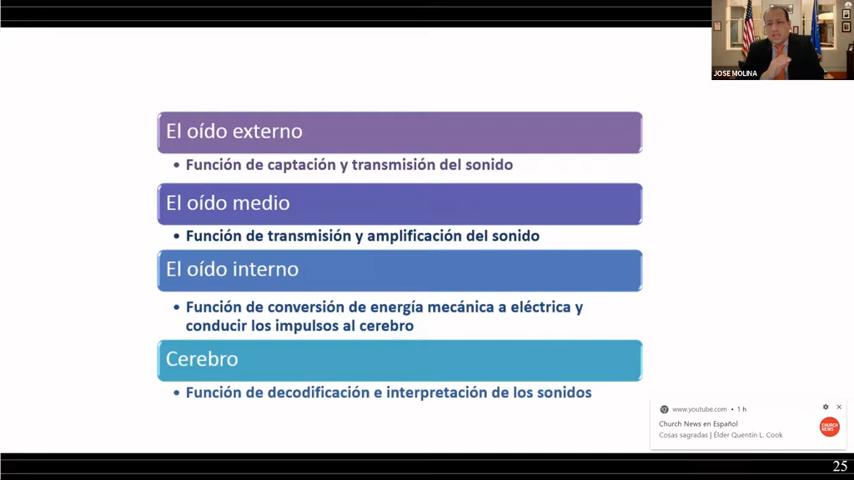 JOSE MOLINA
El oído externo
• Función de captación y transmisión del sonido
El oído medio
• Función de transmisión y amplificación del sonido
El oído interno
• Función de conversión de energía mecánica a eléctrica y
conducir los impulsos al cerebro
Cerebro
• Función de decodificación e interpretación de los sonidos
www.youtube.com • 1 h
Church News en Español
Cosas sagradas | Élder Quentin L. Cook
CHURCH
NEWS
25